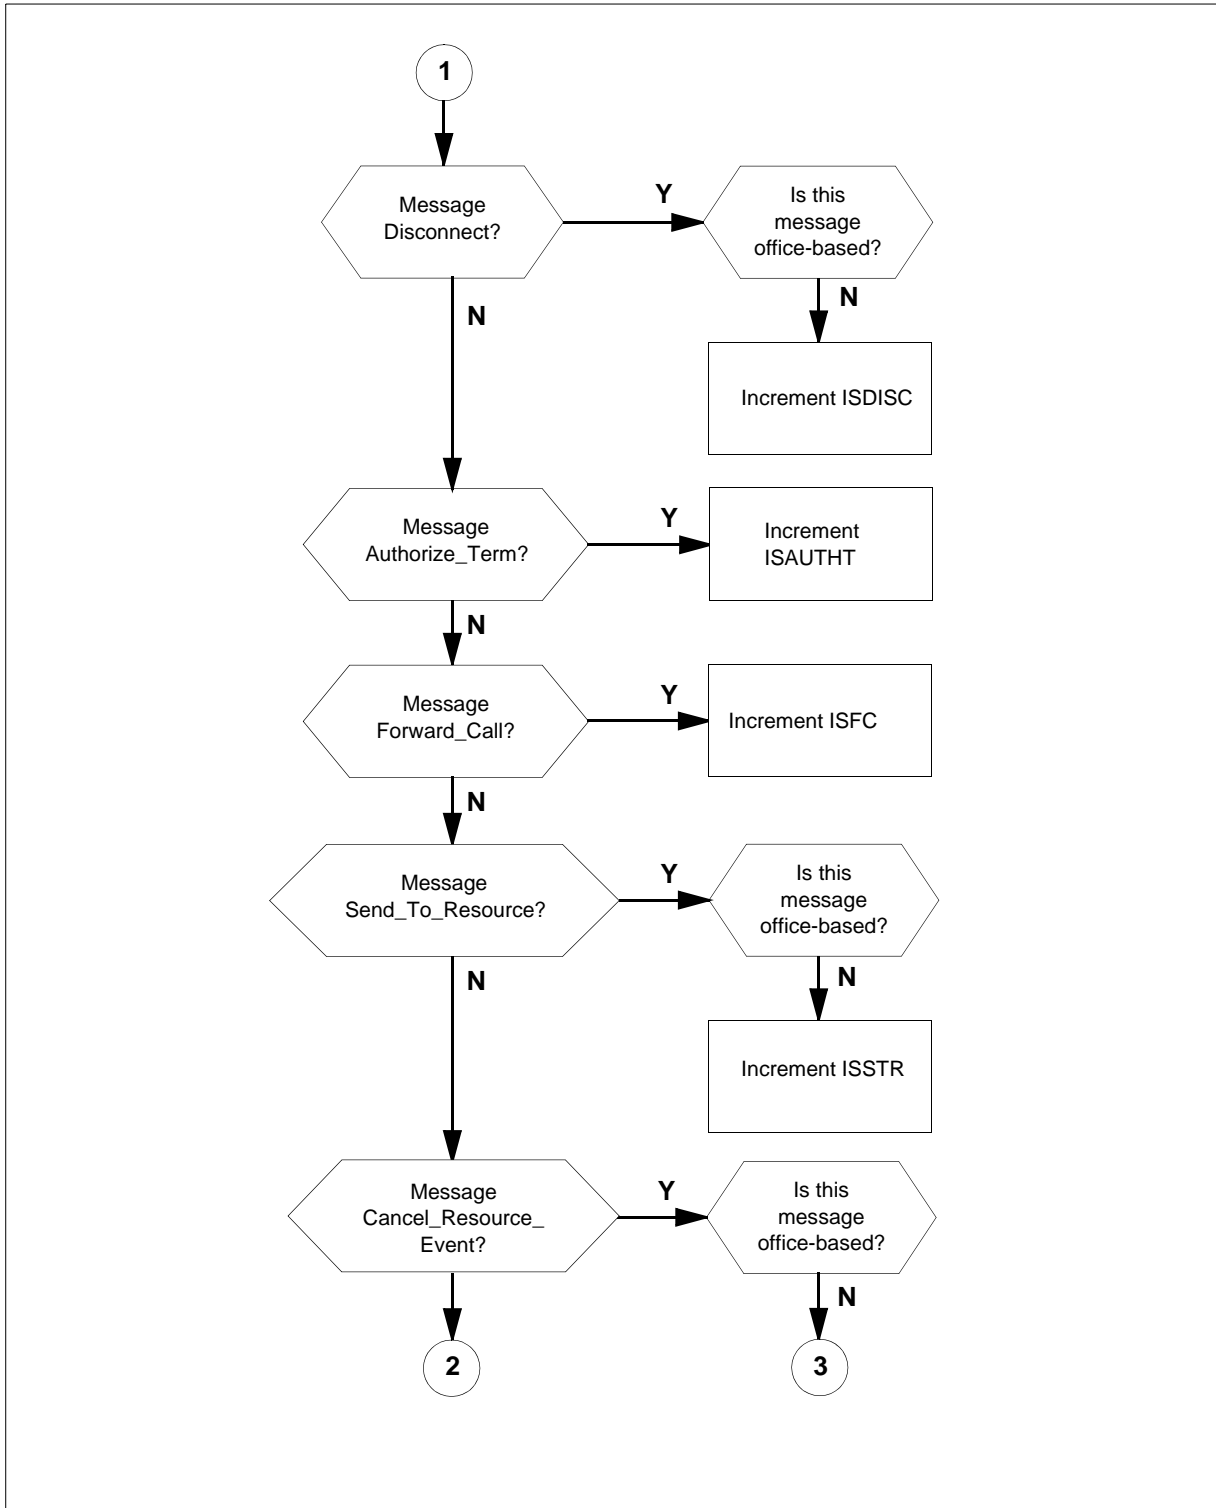 1
Message
Disconnect?
Y
Is this
message
office-based?
N
N
Increment ISDISC
Message
Authorize_Term?
Y
Increment
ISAUTHT
N
Message
Forward_Call?
Y
Increment ISFC
N
Message
Send_To_Resource?
Y
Is this
message
office-based?
N
N
Increment ISSTR
Message
Cancel_Resource_
Event?
Y
Is this
message
office-based?
N
2
3